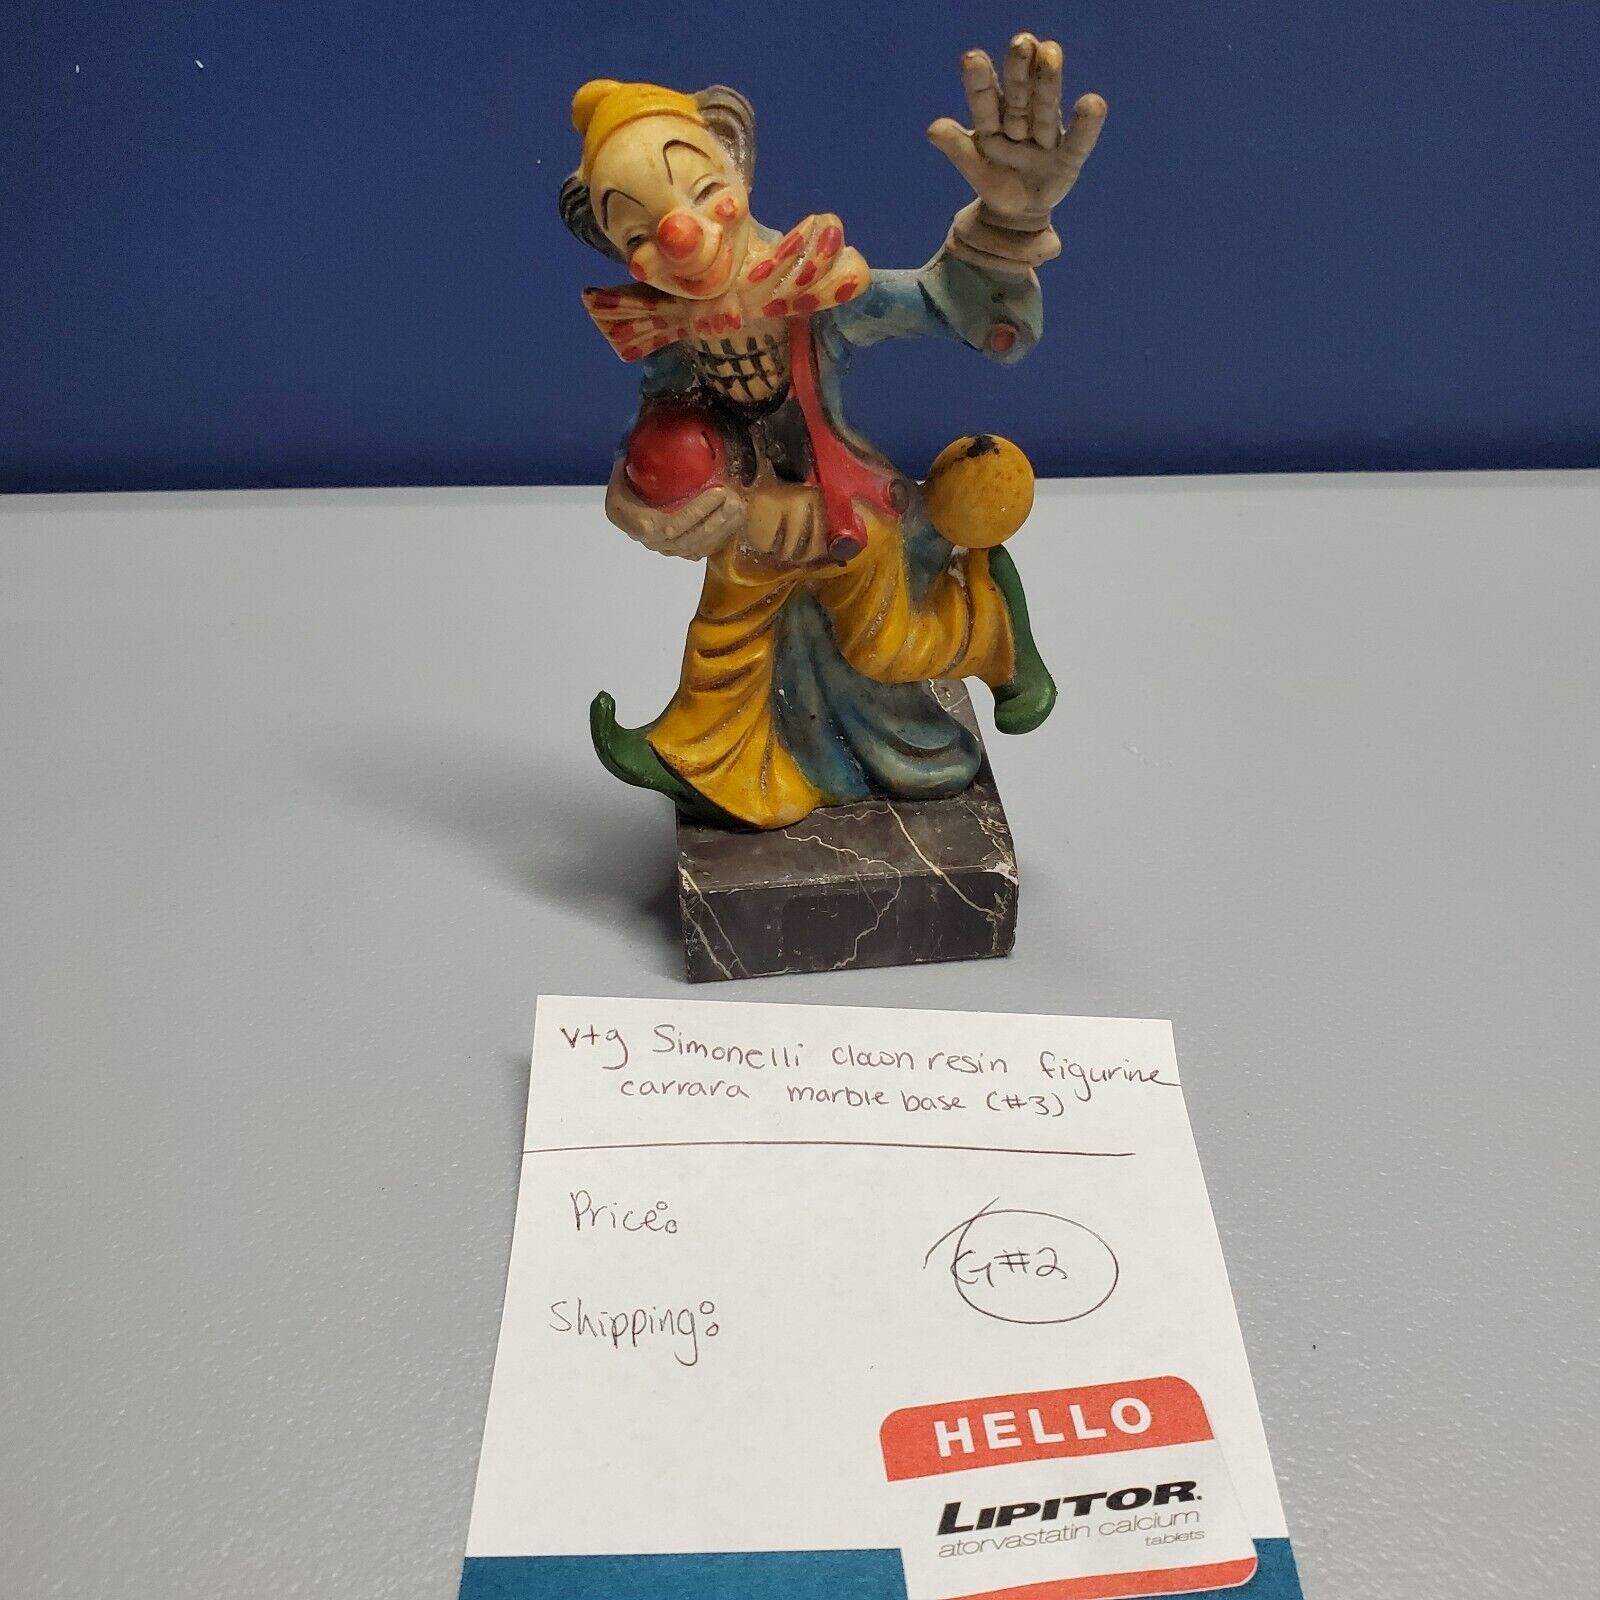 vtg Simonelli clown resin figurine
carrara marble base (#3)
Price:
G#2
Shipping:
HELLO
LIPITOR.
atorvastatin calcium
tablets